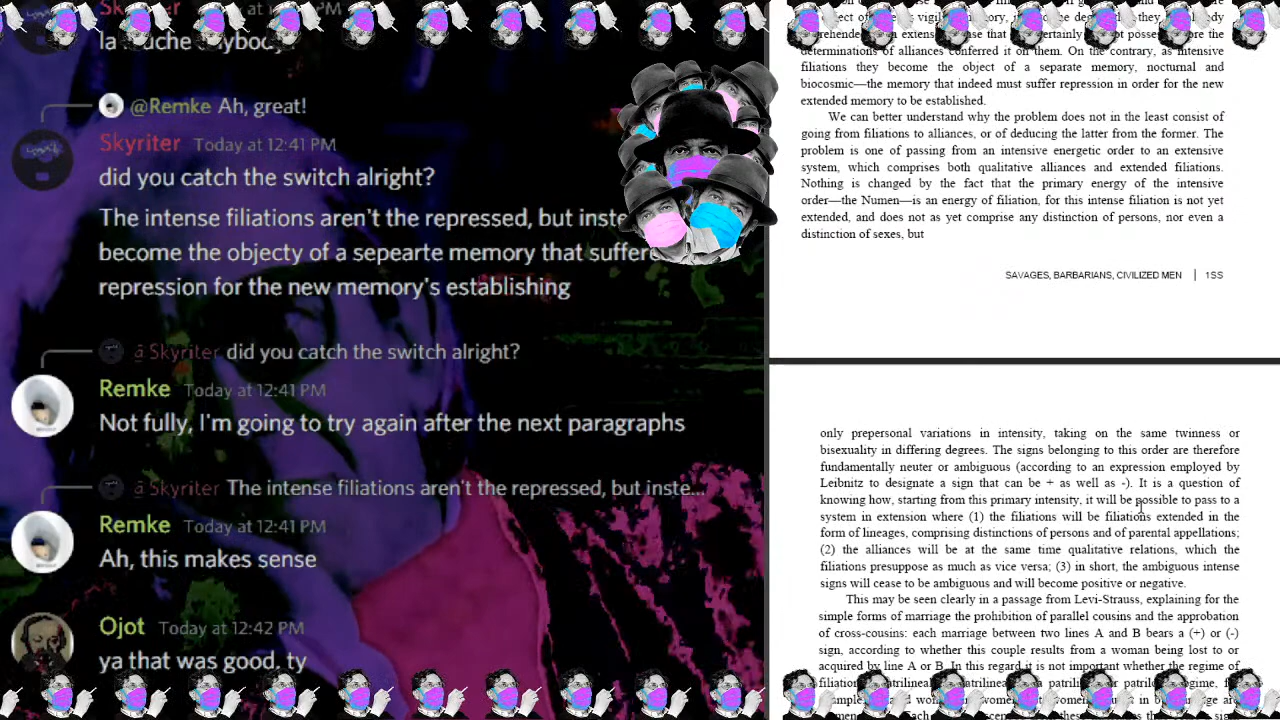 la
@Remke Ah, great!
Skyriter Today at 12:41 PM
did you catch the switch alright?
The intense filiations aren't the repressed, but inste
become the objecty of a sepearte memory that suffere
repression for the new memory's establishing
Skyriter did you catch the switch alright?
Remke Today at 12:41 PM
Not fully, I'm going to try again after the next paragraphs
Skyriter The intense filiations aren't the repressed, but inste...
Remke Today at 12:41 PM
Ah, this makes sense
Ojot Today at 12:42 PM
ya that was good, ty
determinations of alliances conferred it on them. On the contrary, as intensive
filiations they become the object of a separate memory, nocturnal and
biocosmic—the memory that indeed must suffer repression in order for the new
extended memory to be established.
We can better understand why the problem does not in the least consist of
going from filiations to alliances, or of deducing the latter from the former. The
problem is one of passing from an intensive energetic order to an extensive
system, which comprises both qualitative alliances and extended filiations.
Nothing is changed by the fact that the primary energy of the intensive
order—the Numen—is an energy of filiation, for this intense filiation is not yet
extended, and does not as yet comprise any distinction of persons, nor even a
distinction of sexes, but
SAVAGES, BARBARIANS, CIVILIZED MEN | 1SS
only prepersonal variations in intensity, taking on the same twinness or
bisexuality in differing degrees. The signs belonging to this order are therefore
fundamentally neuter or ambiguous (according to an expression employed by
Leibnitz to designate a sign that can be + as well as -). It is a question of
knowing how, starting from this primary intensity, it will be possible to pass to a
system in extension where (1) the filiations will be filiations extended in the
form of lineages, comprising distinctions of persons and of parental appellations;
(2) the alliances will be at the same time qualitative relations, which the
filiations presuppose as much as vice versa; (3) in short, the ambiguous intense
signs will cease to be ambiguous and will become positive or negative.
This may be seen clearly in a passage from Levi-Strauss, explaining for the
simple forms of marriage the prohibition of parallel cousins and the approbation
of cross-cousins: each marriage between two lines A and B bears a (+) or (-)
sign, according to whether this couple results from a woman being lost to or
acquired by line A or B. In this regard it is not important whether the regime of